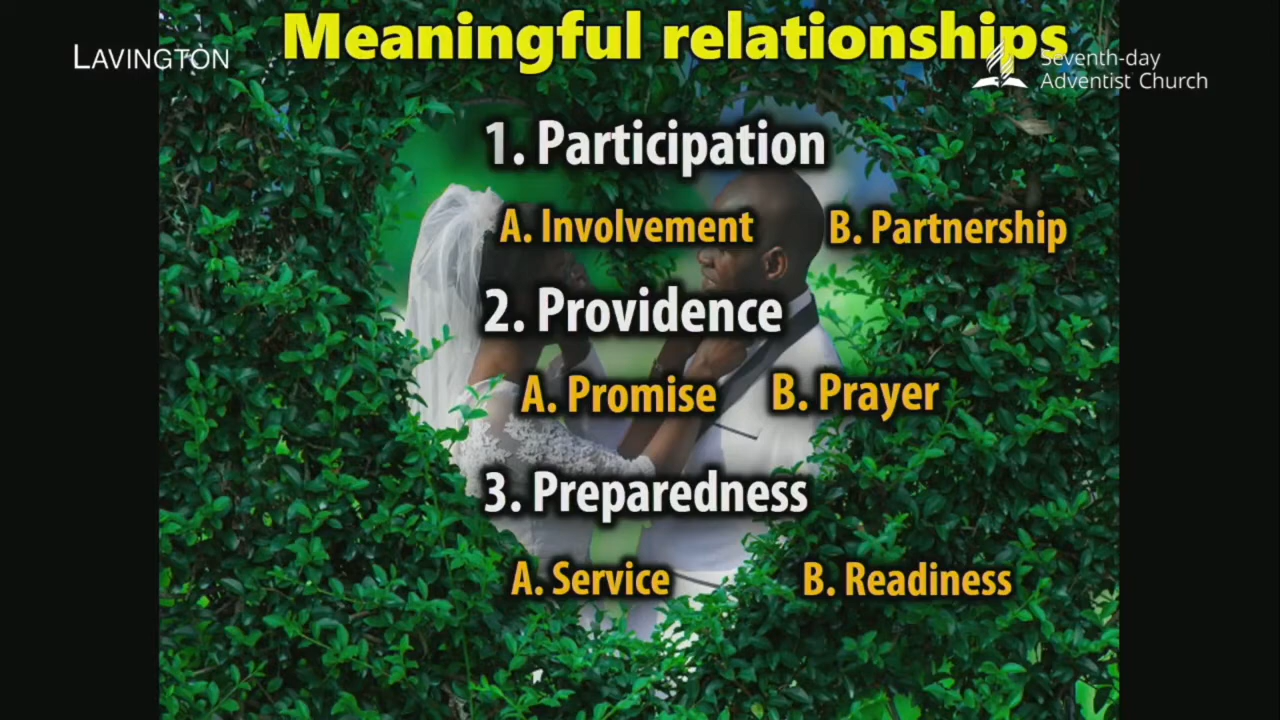 Meaningful relationships
LAVINGTON
Seventh-day
Adventist Church
1. Participation
A. Involvement B. Partnership
2. Providence
A. Promise B. Prayer
3. Preparedness
A. Service B. Readiness